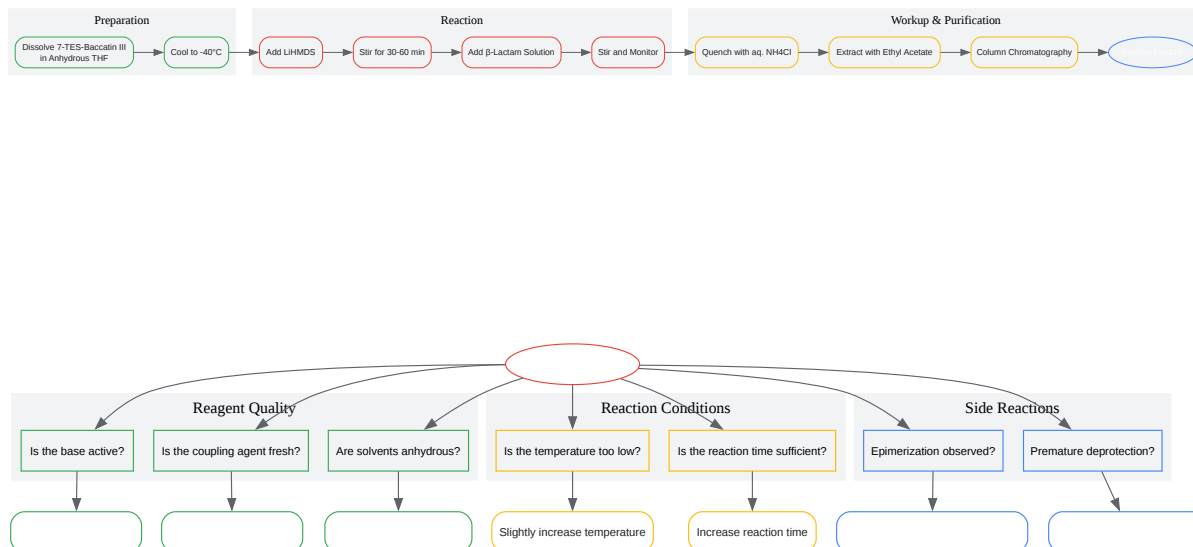 Preparation
Reaction
Workup & Purification
Dissolve 7-TES-Baccatin III
in Anhydrous THF
Cool to -40°C
Add LiHMDS
Stir for 30-60 min
Add β-Lactam Solution
Stir and Monitor
Quench with aq. NH4Cl
Extract with Ethyl Acetate
Column Chromatography
Reagent Quality
Reaction Conditions
Side Reactions
Is the base active?
Is the coupling agent fresh?
Are solvents anhydrous?
Is the temperature too low?
Is the reaction time sufficient?
Epimerization observed?
Premature deprotection?
Slightly increase temperature
Increase reaction time